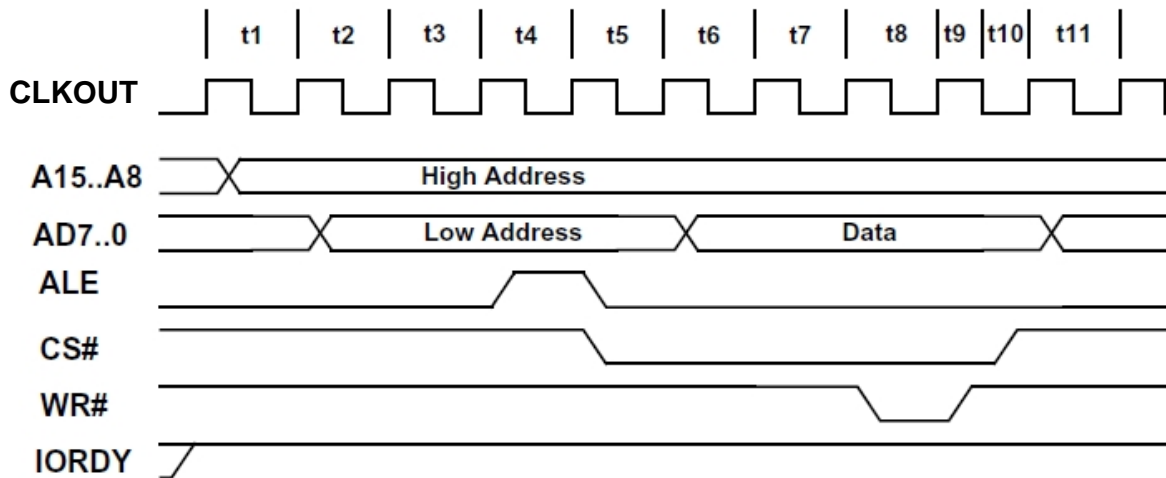 t1 t2 t3 t4 t5 t6 t7 t8 t9 t10 t11
CLKOUT
A15..A8 High Address
AD7..0 Low Address Data
ALE
CS#
WR#
IORDY